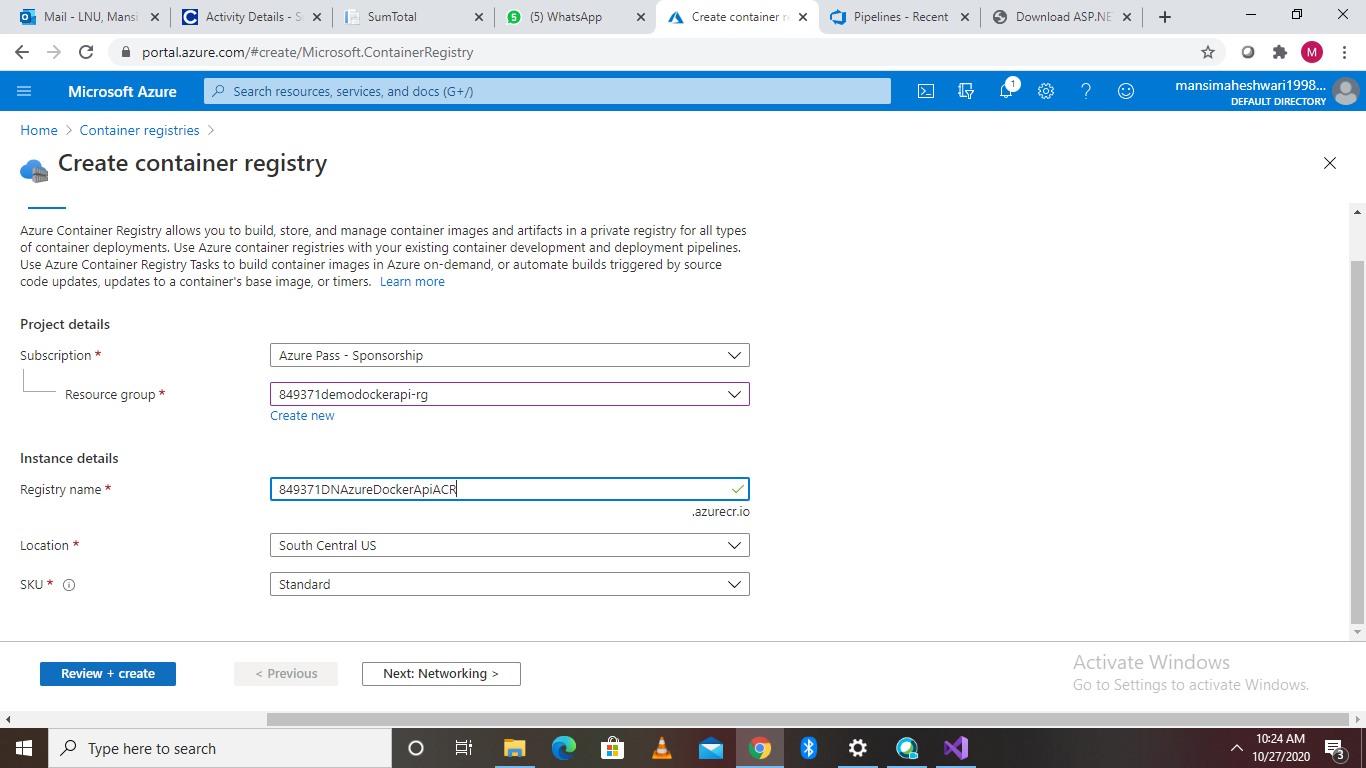 Mail - LNU, Mansi
Activity Details - S
SumTotal
(5) WhatsApp
Create container re
Pipelines - Recent
Download ASP.NE
portal.azure.com/#create/Microsoft.ContainerRegistry
M
Microsoft Azure
Search resources, services, and docs (G+/)
1
mansimaheshwari1998...
DEFAULT DIRECTORY
Home > Container registries >
Create container registry
Azure Container Registry allows you to build, store, and manage container images and artifacts in a private registry for all types
of container deployments. Use Azure container registries with your existing container development and deployment pipelines.
Use Azure Container Registry Tasks to build container images in Azure on-demand, or automate builds triggered by source
code updates, updates to a container's base image, or timers. Learn more
Project details
Subscription *
Azure Pass - Sponsorship
Resource group *
849371demodockerapi-rg
Create new
Instance details
Registry name *
849371DNAzureDockerApiACR
.azurecr.io
Location *
South Central US
SKU *
Standard
Review + create
< Previous
Next: Networking >
Activate Windows
Go to Settings to activate Windows.
Type here to search
10:24 AM
10/27/2020
3